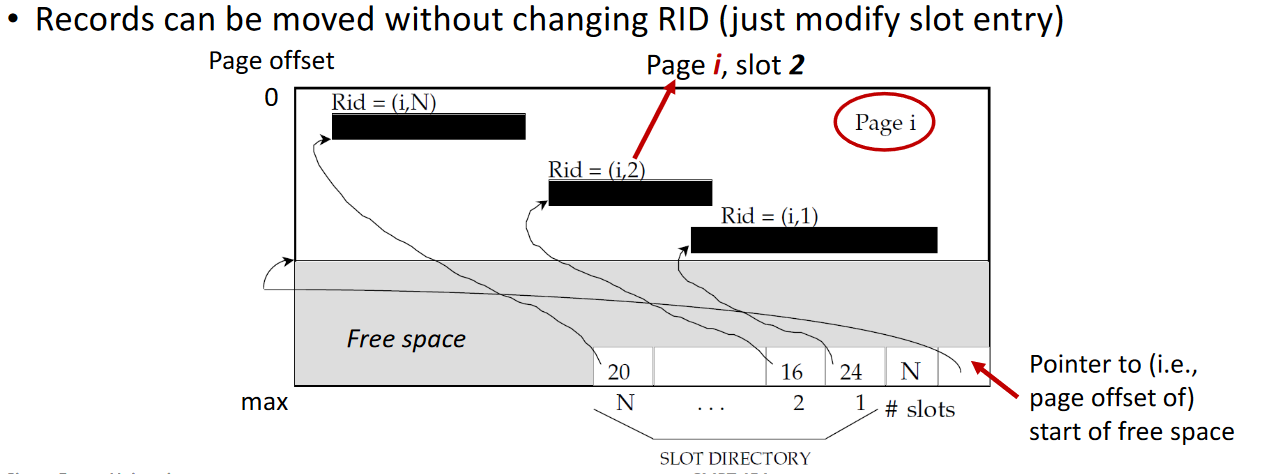 • Records can be moved without changing RID (just modify slot entry)
Page offset
Page i, slot 2
0
Rid = (i,N)
Page i
Rid = (i,2)
Rid = (i,1)
Free space
20
16
24
N
Pointer to (i.e.,
page offset of)
start of free space
max
N
. . .
2
1
# slots
SLOT DIRECTORY